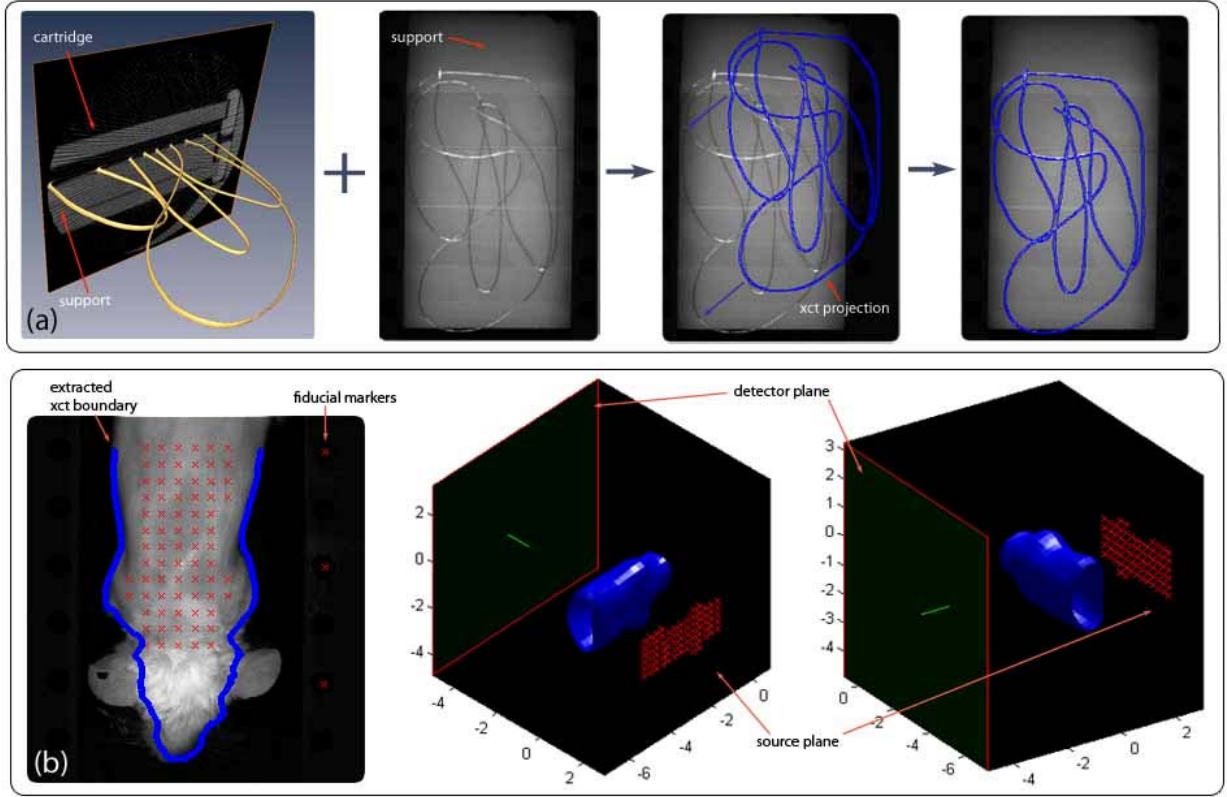 cartridge
support
(a)
support
xct projection
extracted
xct boundary
fiducial markers
(b)
detector plane
source plane
2
0
-2
-4
-4
-2
0
2
-6
-4
-2
0
3
2
1
0
-1
-2
-3
-4
0
-2
-4
-6
-4
-2
0
2